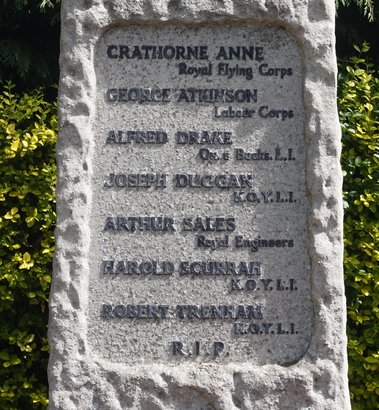 CRATHORNE ANNE
Royal Flying Corps
GEORGE ATKINSON
Labour Corps
ALFRED DRAKE
Ox. & Bucks. L.I.
JOSEPH DUGGAN
K.O.Y.L.I.
ARTHUR SALES
Royal Engineers
HAROLD SCURRAH
K.O.Y.L.I.
ROBERT TRENHAM
K.O.Y.L.I.
R.I.P.